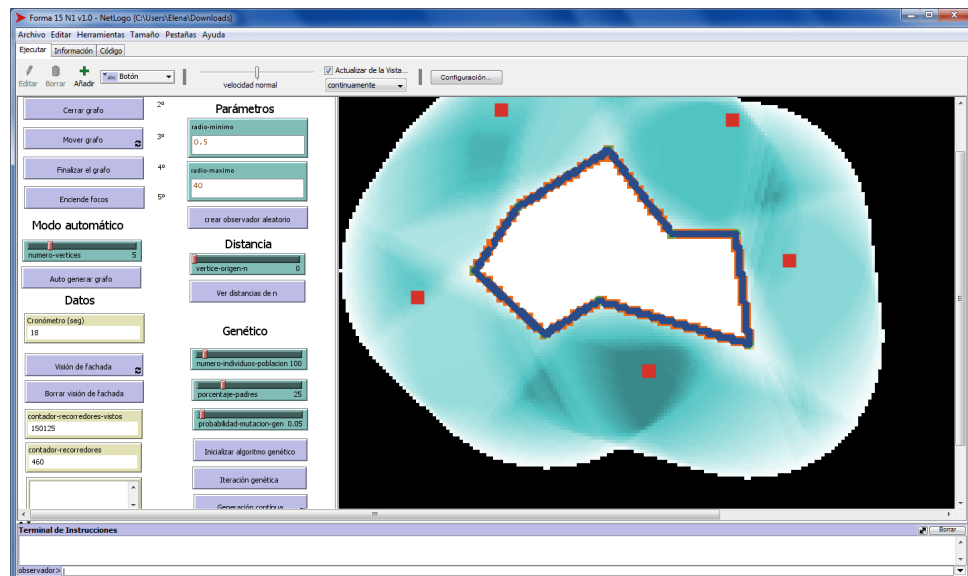 Forma 15 N1 v1.0 - NetLogo {C:\Users\Elena\Downloads}
Archivo Editar Herramientas Tamaño Pestañas Ayuda
Ejecutar Información Código
Editar Borrar Añadir
abc Botón
velocidad normal
Actualizar de la Vista...
continuamente
Configuración...
Cerrar grafo
2º
Mover grafo
3º
Finalizar el grafo
4º
Enciende focos
5º
Modo automático
numero-vertices 5
Auto generar grafo
Datos
Cronómetro (seg)
18
Visión de fachada
Borrar visión de fachada
contador-recorredores-vistos
150125
contador-recorredores
460
Parámetros
radio-minimo
0.5
radio-maximo
40
crear observador aleatorio
Distancia
vertice-origen-n 0
Ver distancias de n
Genético
numero-individuos-poblacion 100
porcentaje-padres 25
probabilidad-mutacion-gen 0.05
Inicializar algoritmo genético
Iteración genética
Generación continua
Terminal de Instrucciones
Borrar
observador>